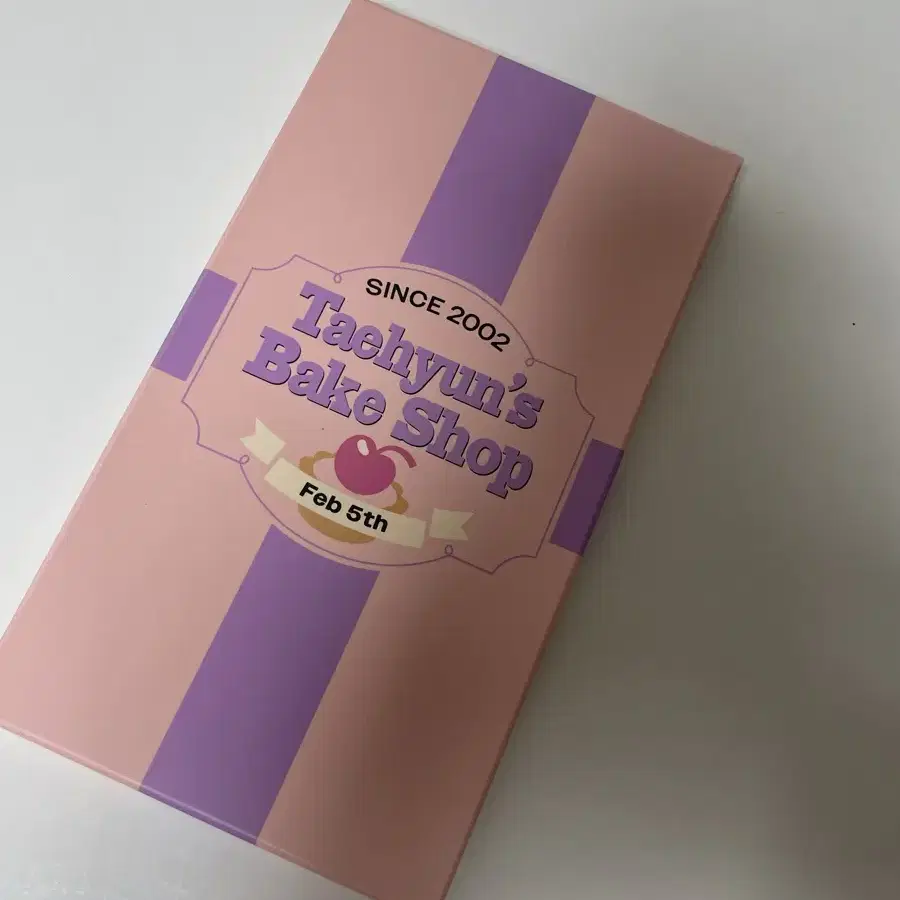 SINCE 2002
Taehyun's
Bake Shop
Feb 5th